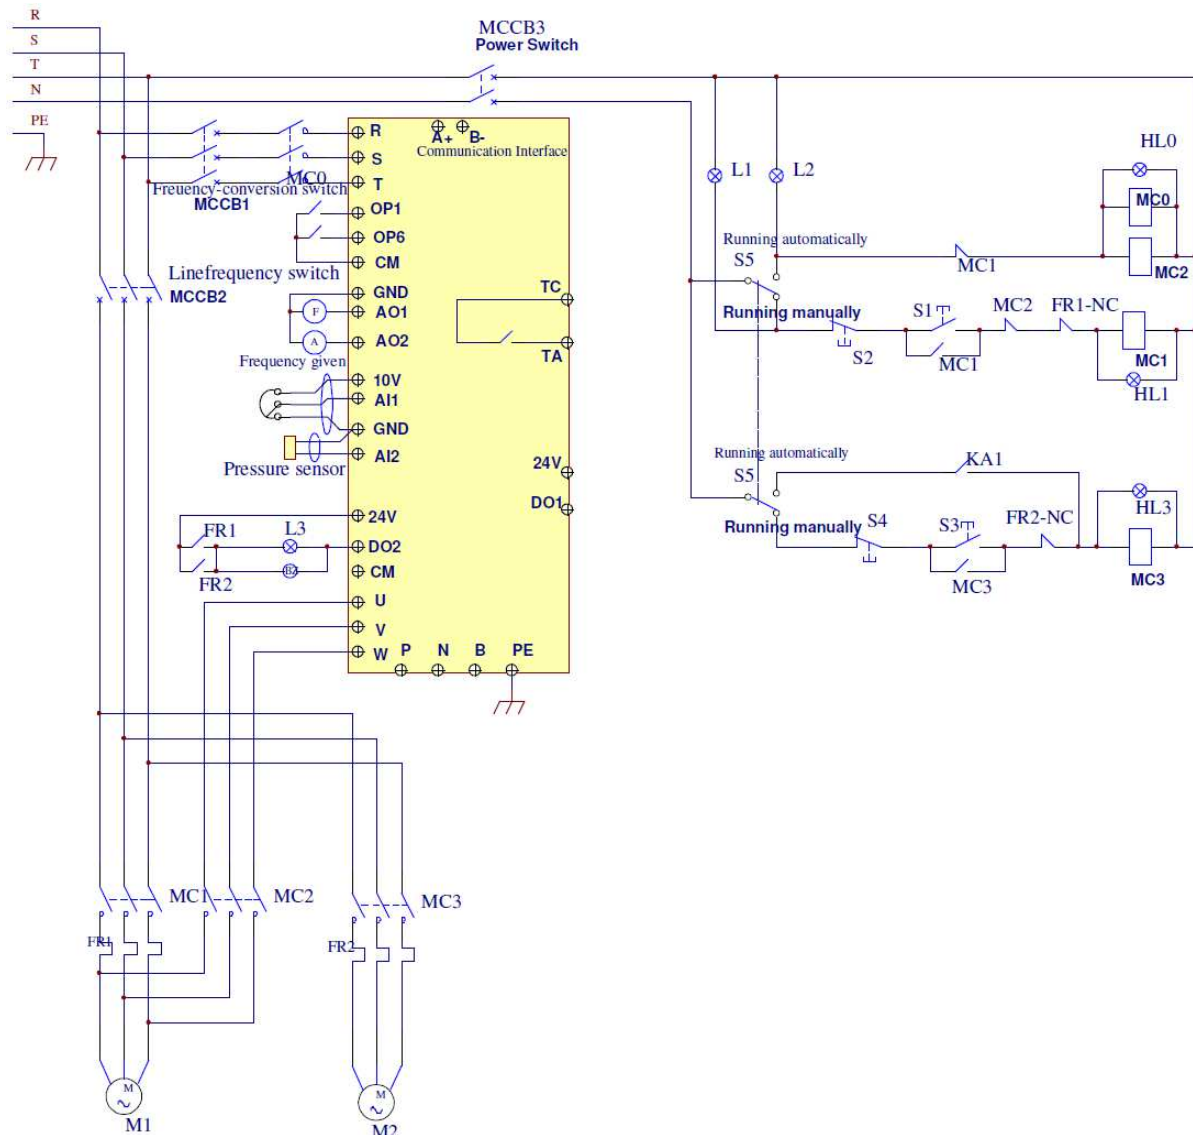 R
S
T
N
PE
MCCB3
Power Switch
A+ B-
Communication Interface
R
S
T
MC0
Freuency-conversion switch
MCCB1
OP1
OP6
CM
Linefrequency switch
MCCB2
GND
AO1
F
AO2
A
Frequency given
10V
AI1
GND
Pressure sensor
AI2
24V
FR1
L3
DO2
BZ
FR2
CM
U
V
W
P N B PE
TC
TA
24V
DO1
L1
L2
HL0
MC0
Running automatically
S5
MC1
MC2
Running manually
S1
MC2
FR1-NC
S2
MC1
MC1
HL1
Running automatically
S5
KA1
HL3
Running manually
S4
S3
FR2-NC
MC3
MC3
MC1
MC2
MC3
FR1
FR2
M
M1
M
M2